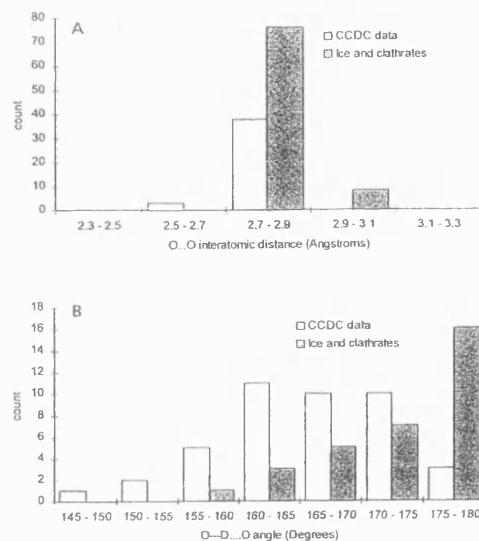 A
80
70
60
50
40
30
20
10
0
count
CCDC data
Ice and clathrates
2.3 - 2.5 2.5 - 2.7 2.7 - 2.9 2.9 - 3.1 3.1 - 3.3
O...O interatomic distance (Angstroms)
B
18
16
14
12
10
8
6
4
2
0
count
CCDC data
Ice and clathrates
145 - 150 150 - 155 155 - 160 160 - 165 165 - 170 170 - 175 175 - 180
O---D....O angle (Degrees)